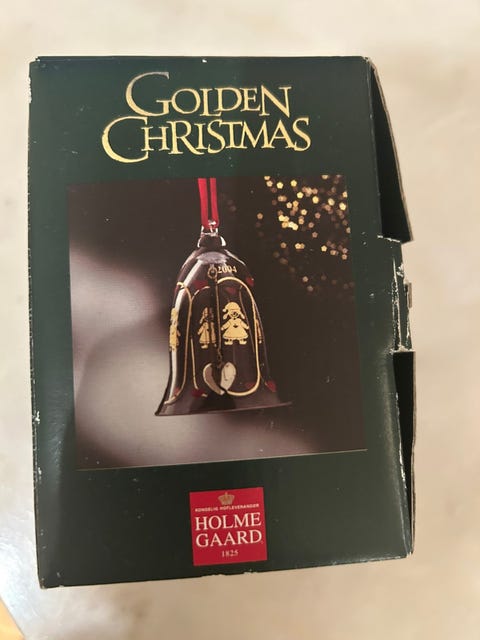 GOLDEN
CHRISTMAS
2004
KONGELIG HOFLEVERANDØR
HOLME
GAARD
1825